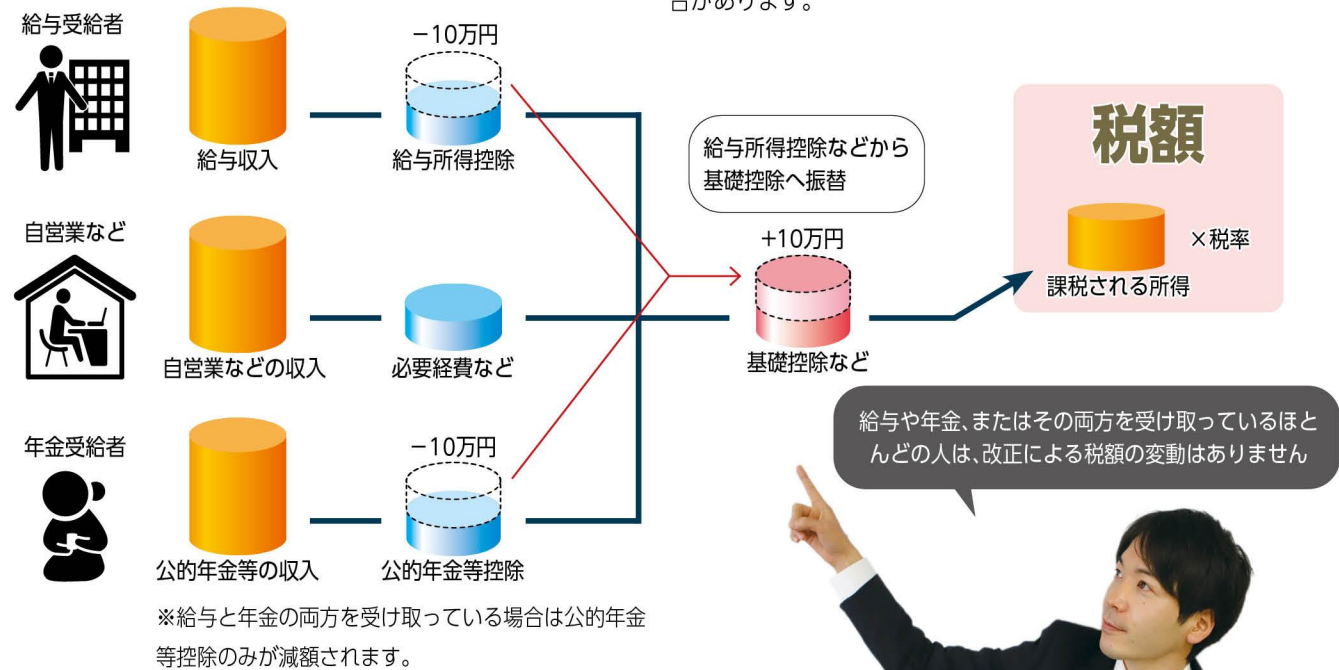 台があります。
給与受給者
給与収入
−10万円
給与所得控除
自営業など
自営業などの収入
必要経費など
年金受給者
公的年金等の収入
−10万円
公的年金等控除
※給与と年金の両方を受け取っている場合は公的年金
等控除のみが減額されます。
給与所得控除などから
基礎控除へ振替
+10万円
基礎控除など
税額
×税率
課税される所得
給与や年金、またはその両方を受け取っているほと
んどの人は、改正による税額の変動はありません